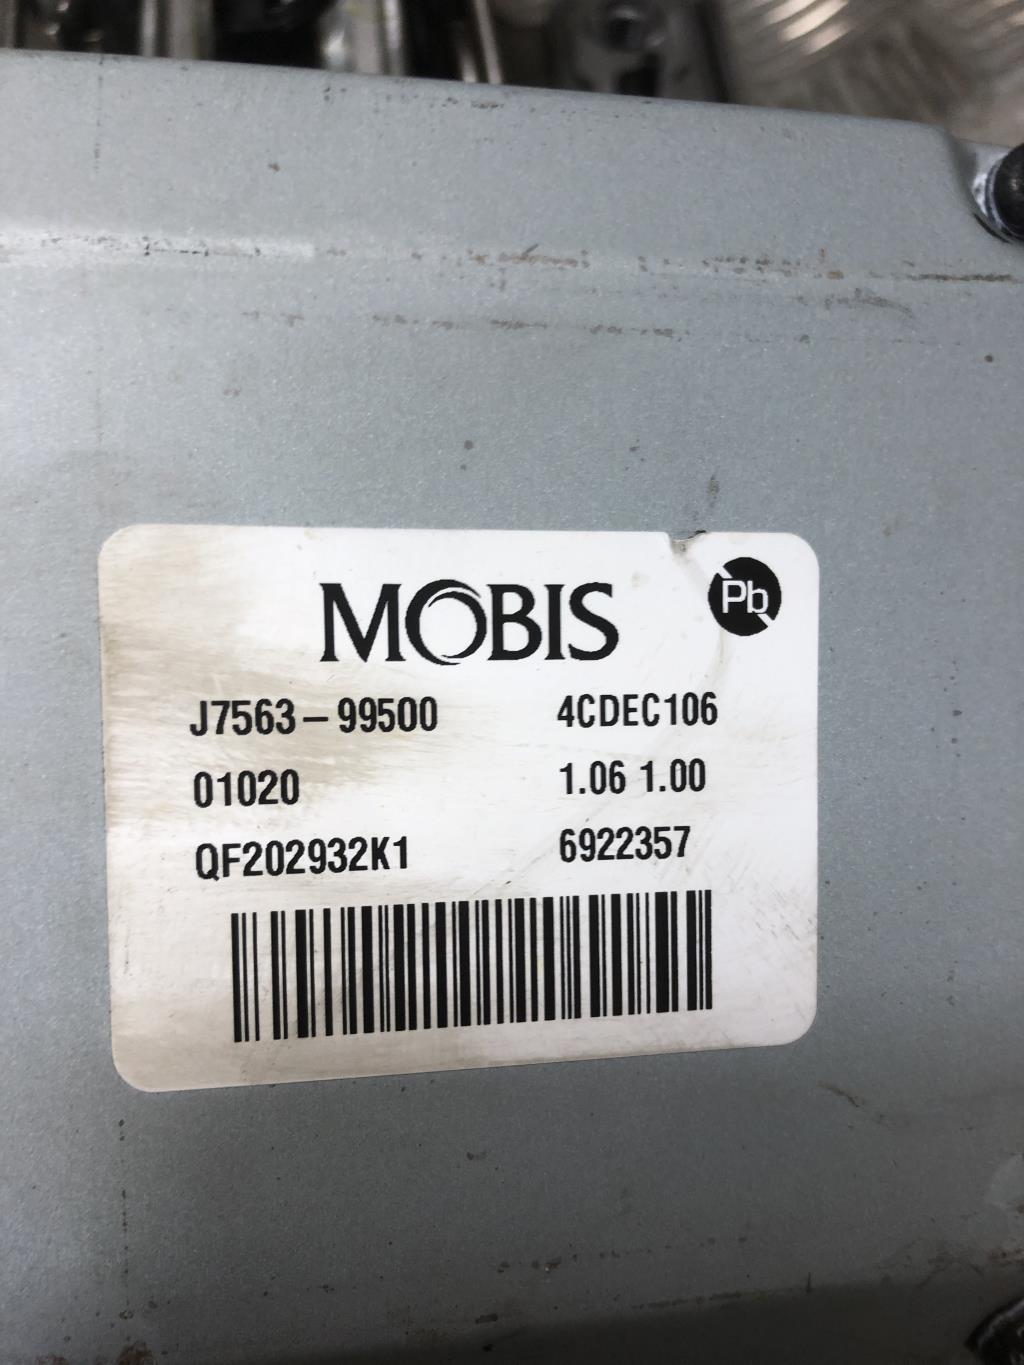 MOBIS
Pb
J7563-99500 4CDEC106
01020 1.06 1.00
QF202932K1 6922357